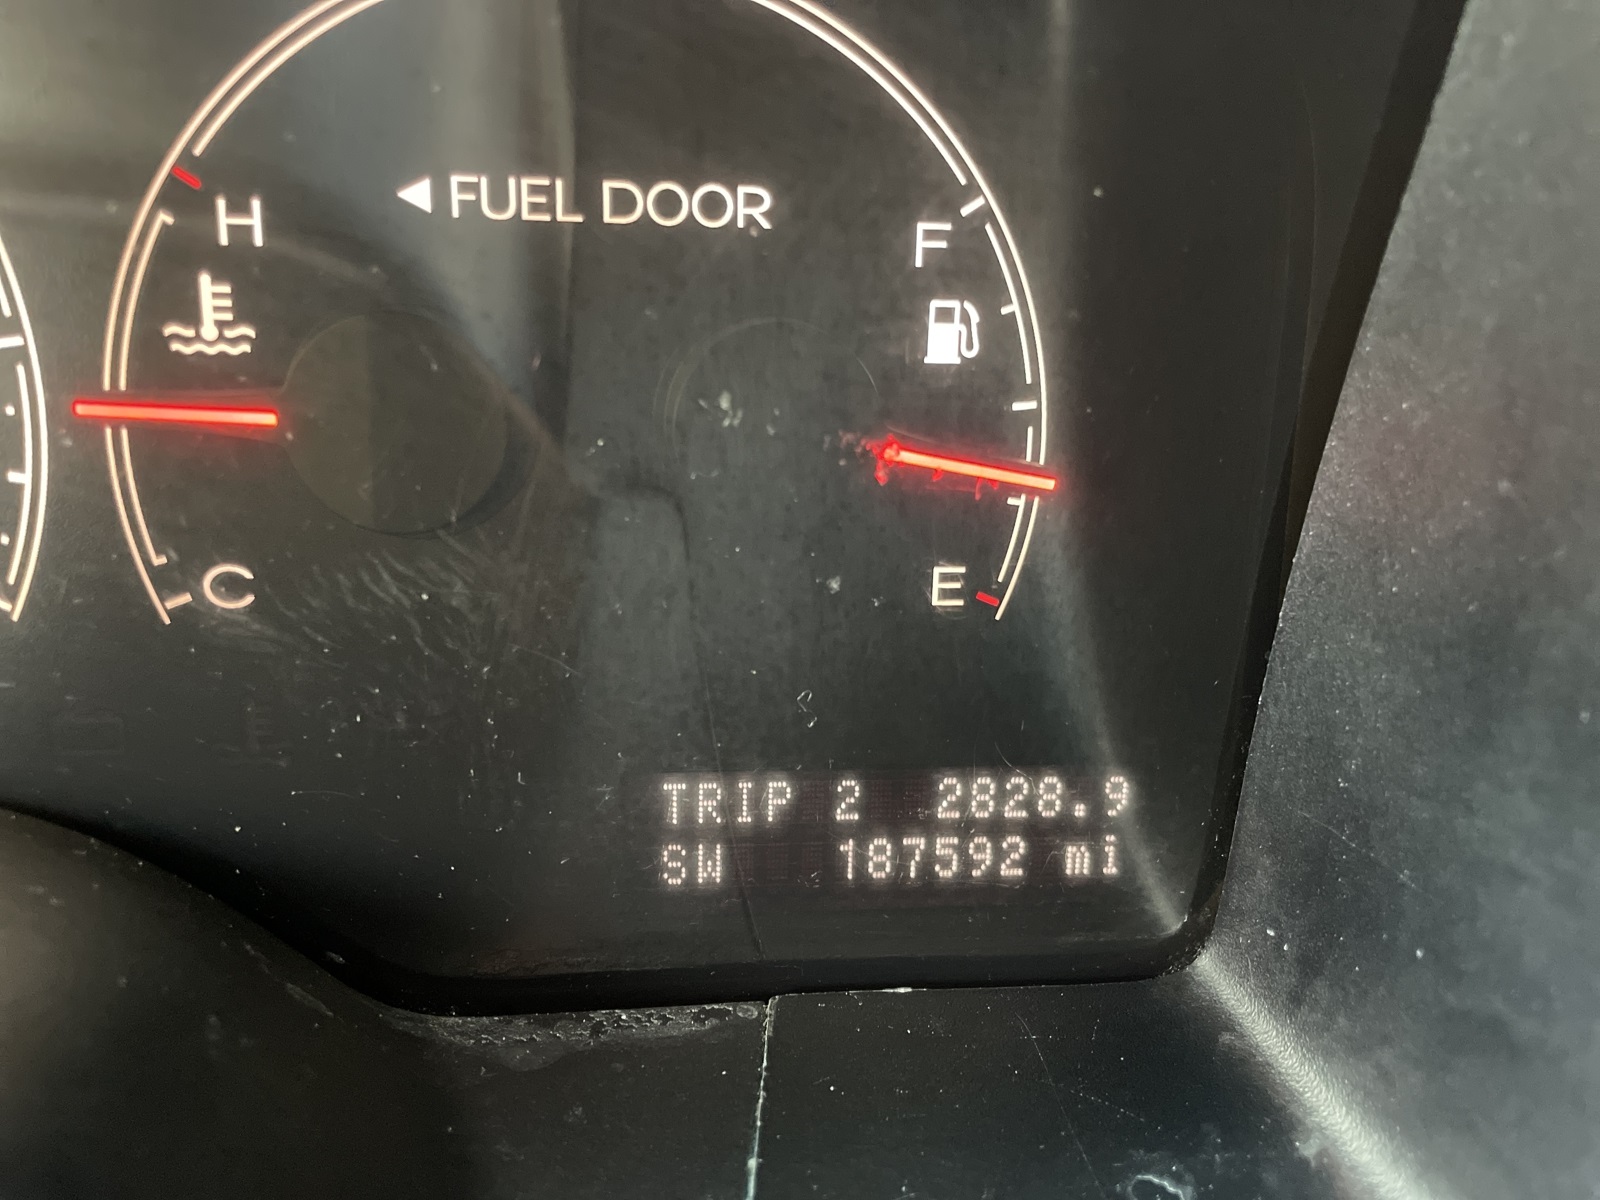 ◄ FUEL DOOR
H
F
C
E
TRIP 2 2828.9
SW 187592 mi